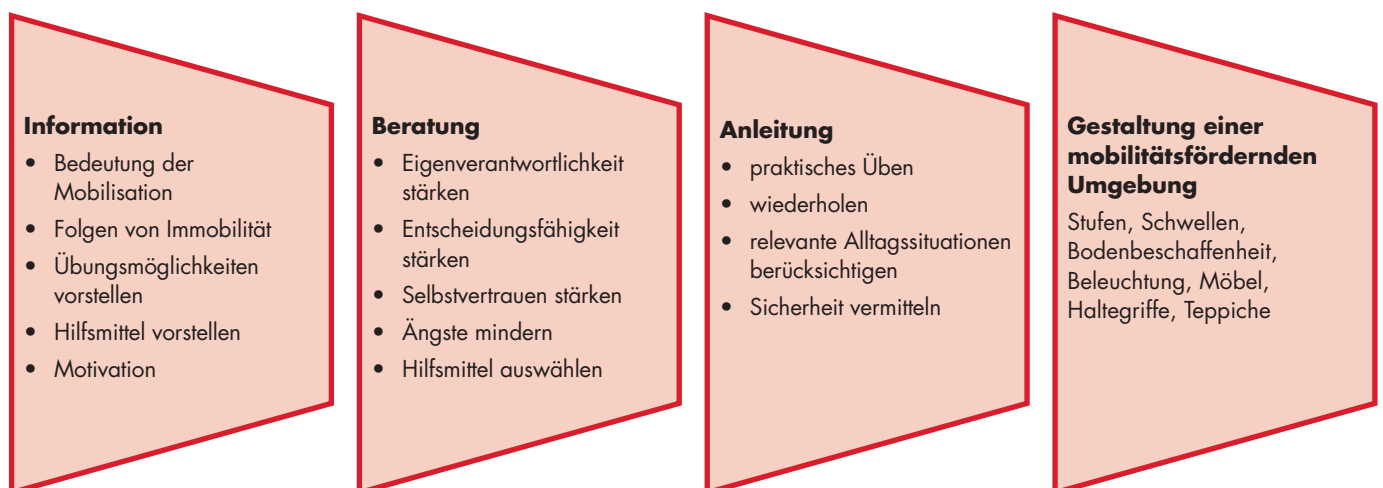 Information
• Bedeutung der
Mobilisation
• Folgen von Immobilität
• Übungsmöglichkeiten
vorstellen
• Hilfsmittel vorstellen
• Motivation
Beratung
• Eigenverantwortlichkeit
stärken
• Entscheidungsfähigkeit
stärken
• Selbstvertrauen stärken
• Ängste mindern
• Hilfsmittel auswählen
Anleitung
• praktisches Üben
• wiederholen
• relevante Alltagssituationen
berücksichtigen
• Sicherheit vermitteln
Gestaltung einer
mobilitätsfördernden
Umgebung
Stufen, Schwellen,
Bodenbeschaffenheit,
Beleuchtung, Möbel,
Haltegriffe, Teppiche